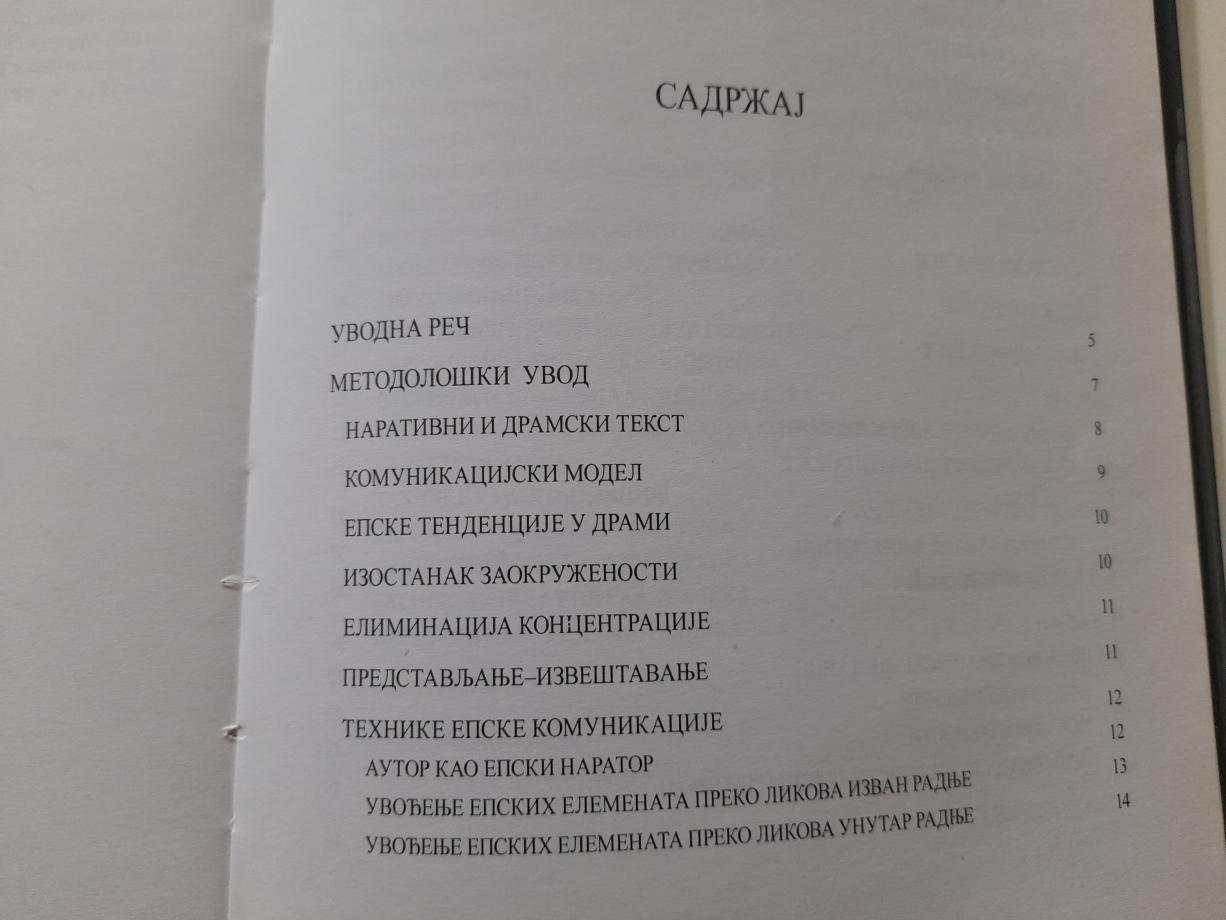 САДРЖАЈ
УВОДНА РЕЧ 5
МЕТОДОЛОШКИ УВОД 7
НАРАТИВНИ И ДРАМСКИ ТЕКСТ 8
КОМУНИКАЦИЈСКИ МОДЕЛ 9
ЕПСКЕ ТЕНДЕНЦИЈЕ У ДРАМИ 10
ИЗОСТАНАК ЗАОКРУЖЕНОСТИ 10
ЕЛИМИНАЦИЈА КОНЦЕНТРАЦИЈЕ 11
ПРЕДСТАВЉАЊЕ–ИЗВЕШТАВАЊЕ 11
ТЕХНИКЕ ЕПСКЕ КОМУНИКАЦИЈЕ 12
АУТОР КАО ЕПСКИ НАРАТОР 12
УВОЂЕЊЕ ЕПСКИХ ЕЛЕМЕНАТА ПРЕКО ЛИКОВА ИЗВАН РАДЊЕ 13
УВОЂЕЊЕ ЕПСКИХ ЕЛЕМЕНАТА ПРЕКО ЛИКОВА УНУТАР РАДЊЕ 14